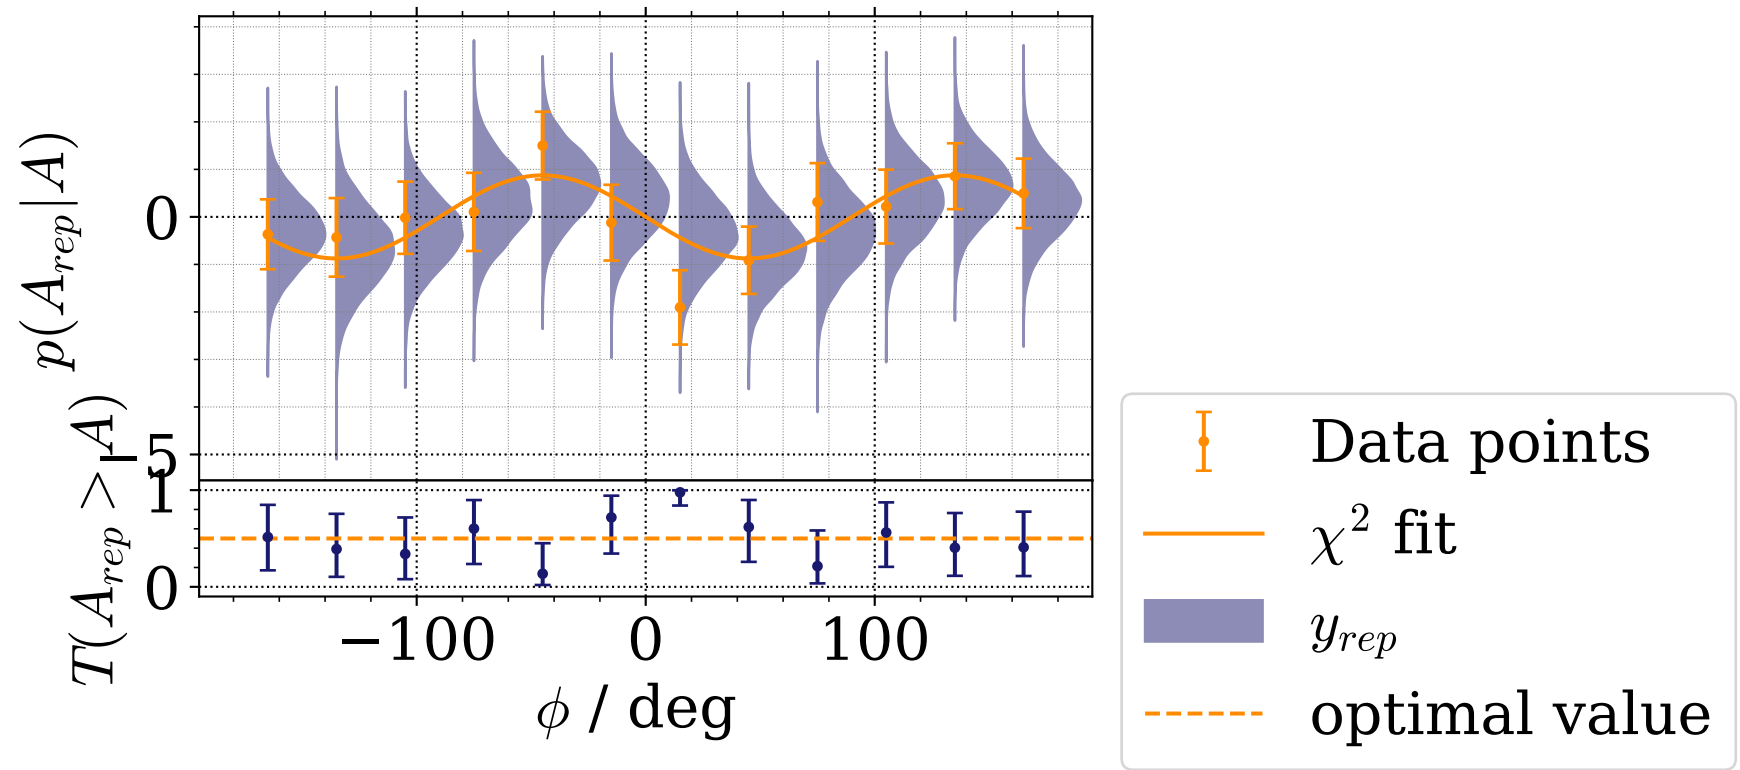 p(A_rep|A)
0
−5
T(A_rep > A)
1
0
−100 0 100
ϕ / deg
Data points
χ² fit
y_rep
optimal value